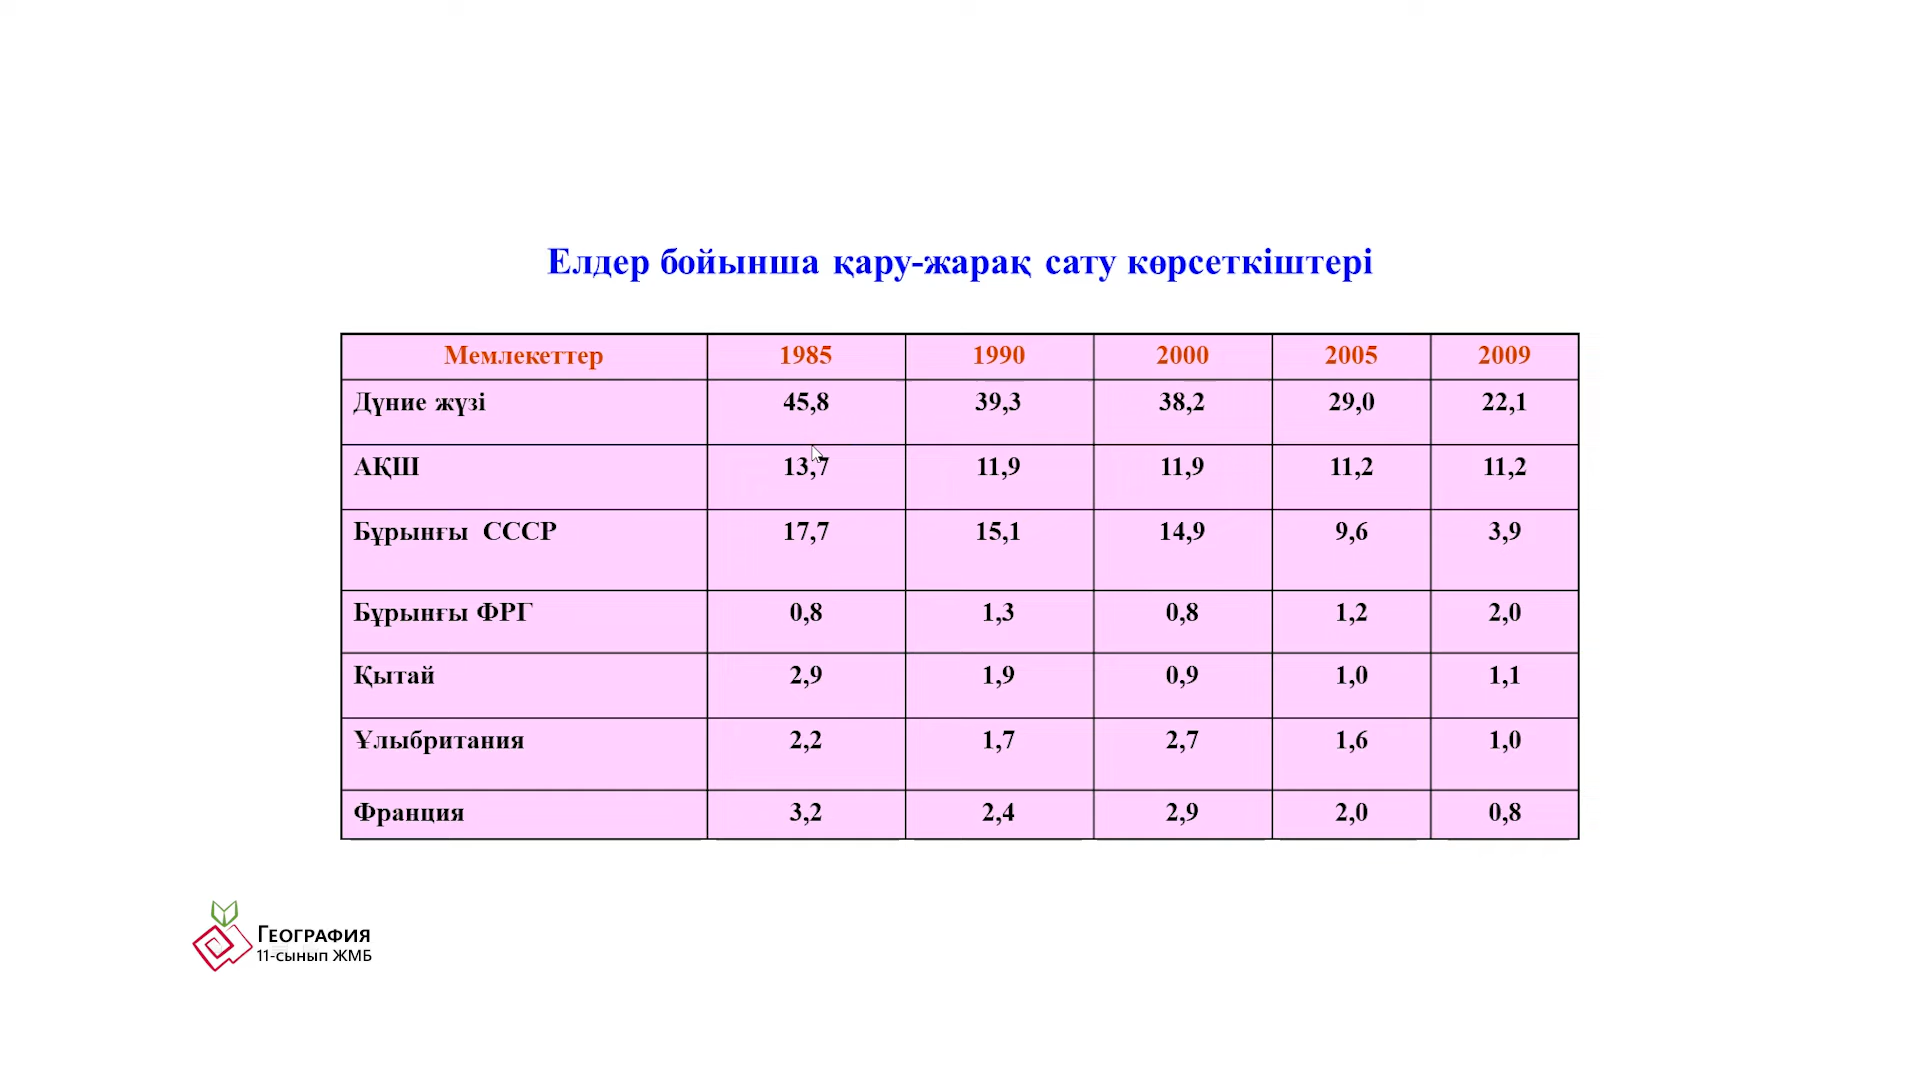 Елдер бойынша қару-жарақ сату көрсеткіштері
Мемлекеттер 1985 1990 2000 2005 2009
Дүние жүзі 45,8 39,3 38,2 29,0 22,1
АҚШ 13,7 11,9 11,9 11,2 11,2
Бұрынғы СССР 17,7 15,1 14,9 9,6 3,9
Бұрынғы ФРГ 0,8 1,3 0,8 1,2 2,0
Қытай 2,9 1,9 0,9 1,0 1,1
Ұлыбритания 2,2 1,7 2,7 1,6 1,0
Франция 3,2 2,4 2,9 2,0 0,8
География
11-сынып ЖМБ